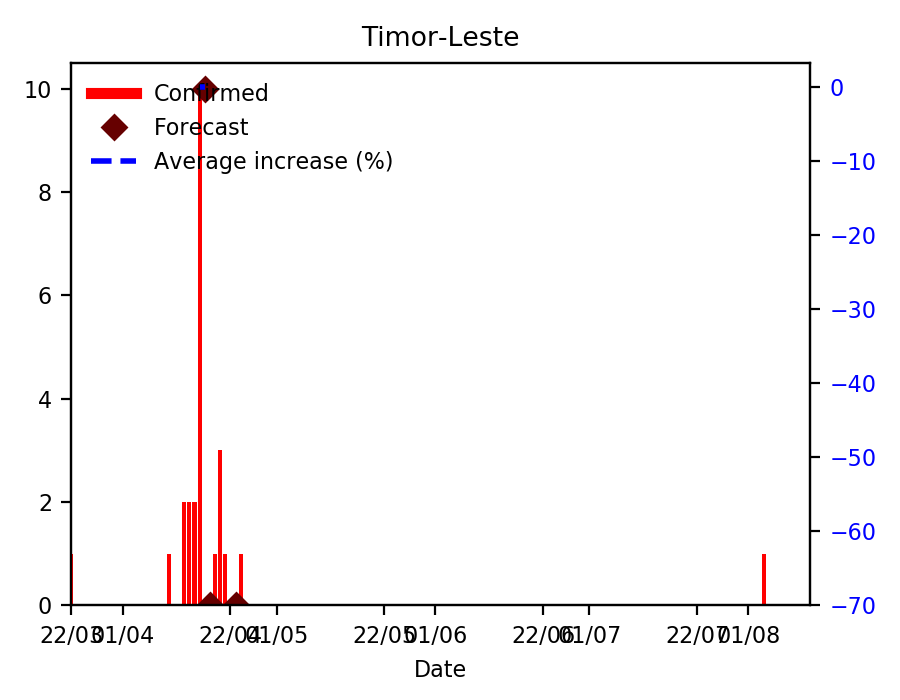 Timor-Leste
Confirmed
Forecast
Average increase (%)
10
8
6
4
2
0
0
−10
−20
−30
−40
−50
−60
−70
22/03 01/04 22/04 01/05 22/05 01/06 22/06 01/07 22/07 01/08
Date